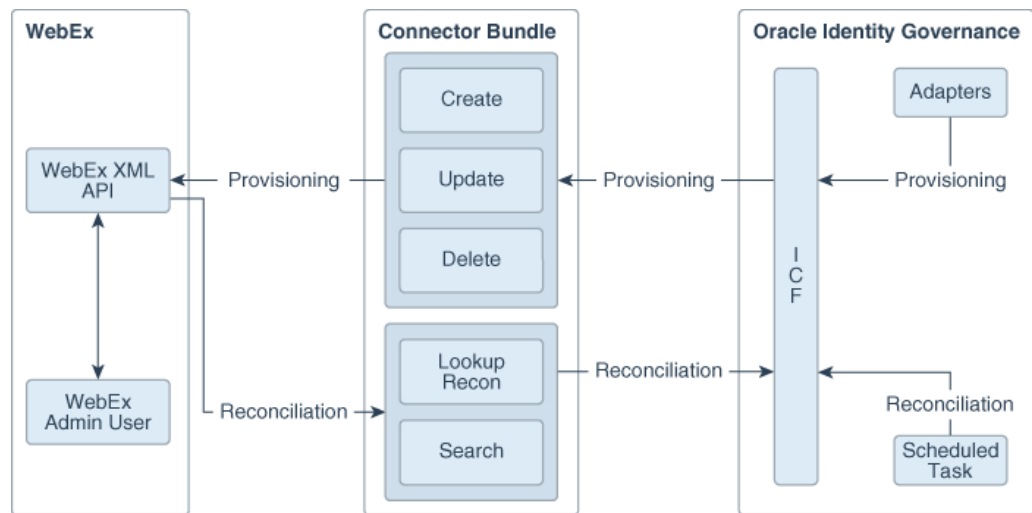 WebEx
Connector Bundle
Oracle Identity Governance
Create
Adapters
WebEx XML
API
Provisioning
Update
Provisioning
Provisioning
Delete
I
C
F
Lookup
Recon
Reconciliation
WebEx
Admin User
Reconciliation
Reconciliation
Search
Scheduled
Task